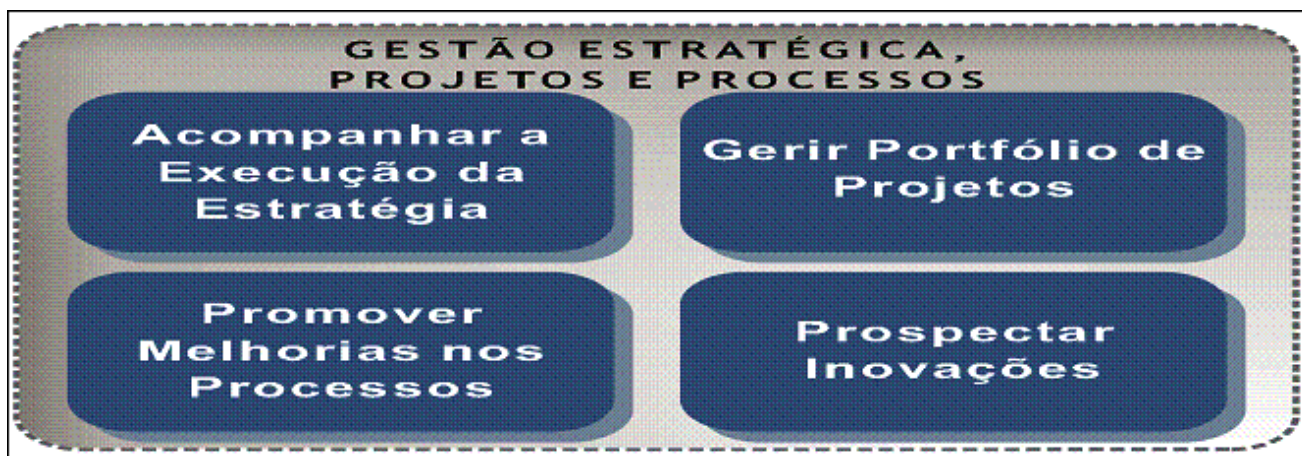 GESTÃO ESTRATÉGICA,
PROJETOS E PROCESSOS
Acompanhar a
Execução da
Estratégia
Gerir Portfólio de
Projetos
Promover
Melhorias nos
Processos
Prospectar
Inovações